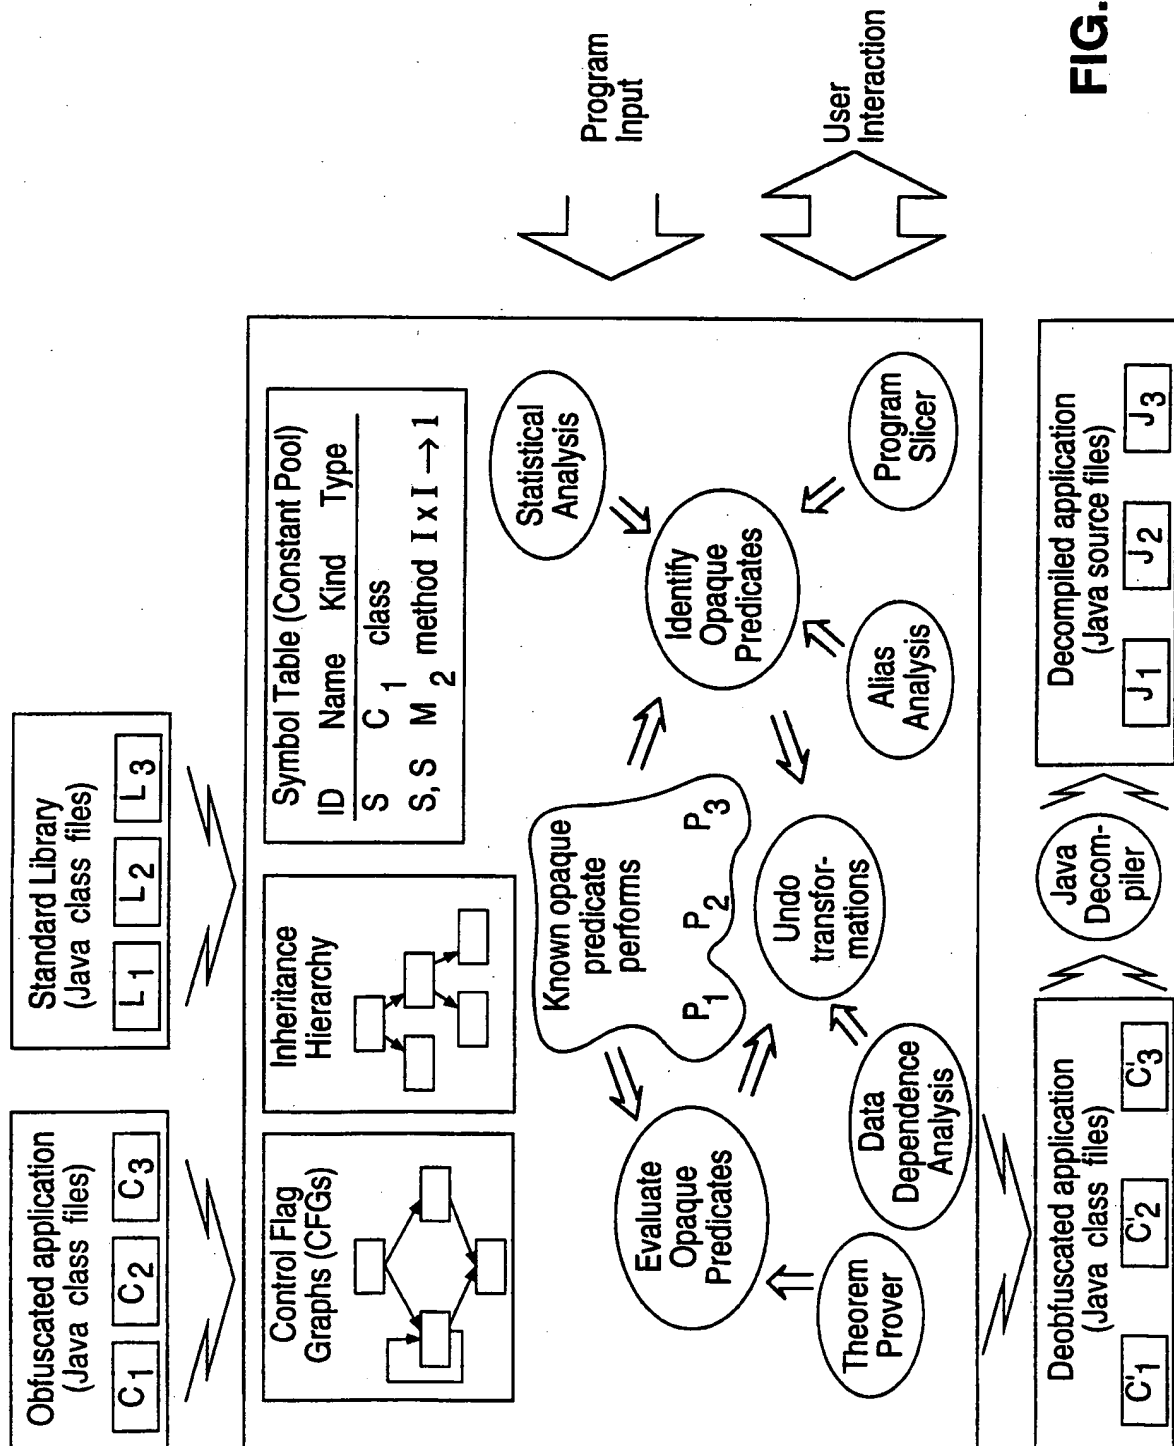 Obfuscated application
(Java class files)
C1 C2 C3
Standard Library
(Java class files)
L1 L2 L3
Control Flag
Graphs (CFGs)
Inheritance
Hierarchy
Symbol Table (Constant Pool)
ID Name Kind Type
S C1 class
S, S M2 method I x I → 1
Known opaque
predicate
performs
P1 P2 P3
Statistical
Analysis
Evaluate
Opaque
Predicates
Identify
Opaque
Predicates
Undo
transfor-
mations
Theorem
Prover
Data
Dependence
Analysis
Alias
Analysis
Program
Slicer
Program
Input
User
Interaction
Deobfuscated application
(Java class files)
C'1 C'2 C'3
Java
Decom-
piler
Decompiled application
(Java source files)
J1 J2 J3
FIG.